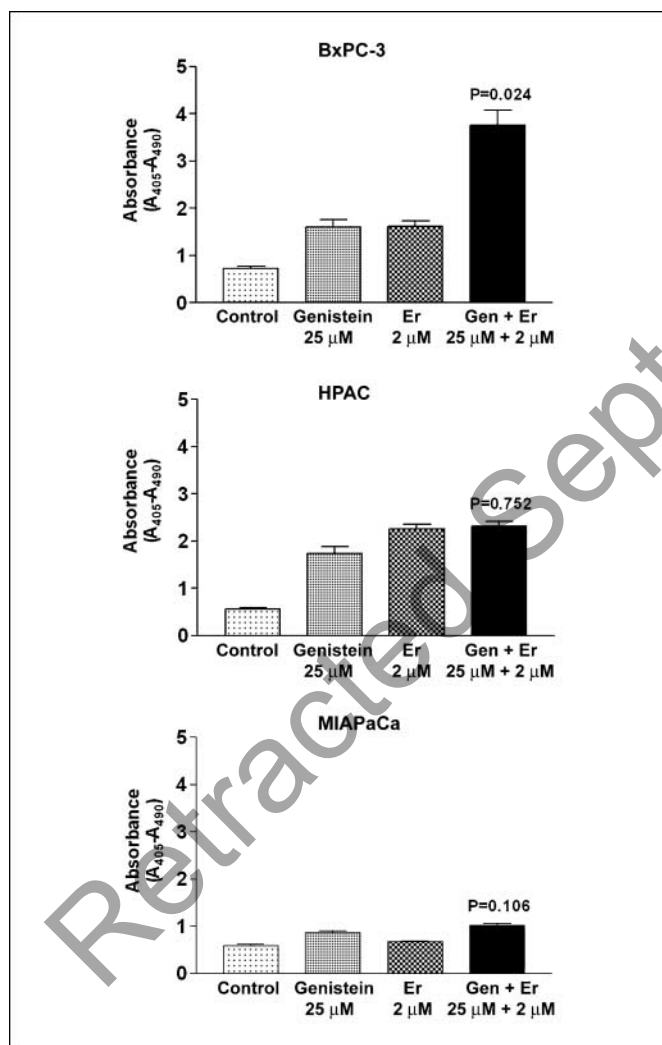 BxPC-3
P=0.024
Absorbance
(A405-A490)
5
4
3
2
1
0
Control Genistein Er Gen + Er
25 μM 2 μM 25 μM + 2 μM
HPAC
P=0.752
Absorbance
(A405-A490)
5
4
3
2
1
0
Control Genistein Er Gen + Er
25 μM 2 μM 25 μM + 2 μM
MIAPaCa
P=0.106
Absorbance
(A405-A490)
5
4
3
2
1
0
Control Genistein Er Gen + Er
25 μM 2 μM 25 μM + 2 μM
Retracted Sept